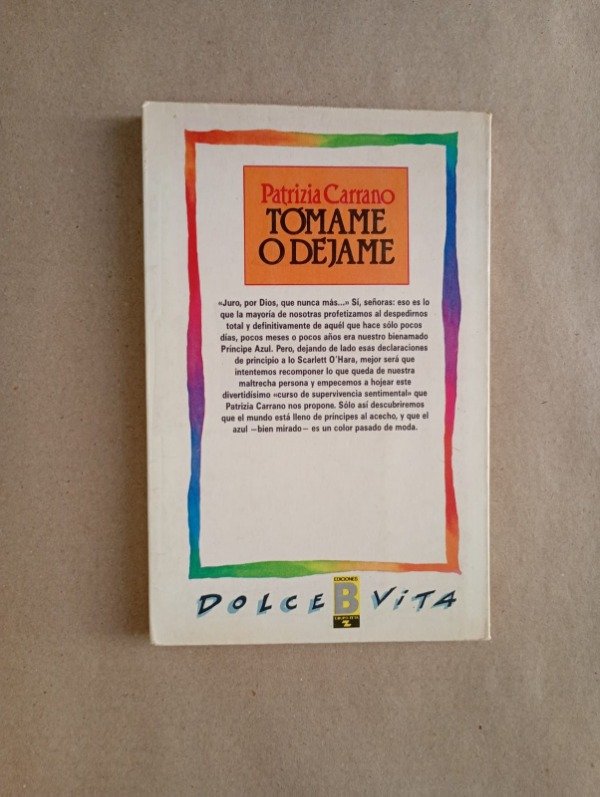 Patrizia Carrano
TÓMAME
O DÉJAME
«Juro, por Dios, que nunca más...» Sí, señoras: eso es lo
que la mayoría de nosotras profetizamos al despedirnos
total y definitivamente de aquél que hace sólo pocos
días, pocos meses o pocos años era nuestro bienamado
Príncipe Azul. Pero, dejando de lado esas declaraciones
de principio a lo Scarlett O'Hara, mejor será que
intentemos recomponer lo que queda de nuestra
maltrecha persona y empecemos a hojear este
divertidísimo «curso de supervivencia sentimental» que
Patrizia Carrano nos propone. Sólo así descubriremos
que el mundo está lleno de príncipes al acecho, y que el
azul —bien mirado— es un color pasado de moda.
EDICIONES
DOLCE B VITA
GRUPO ZETA
Z